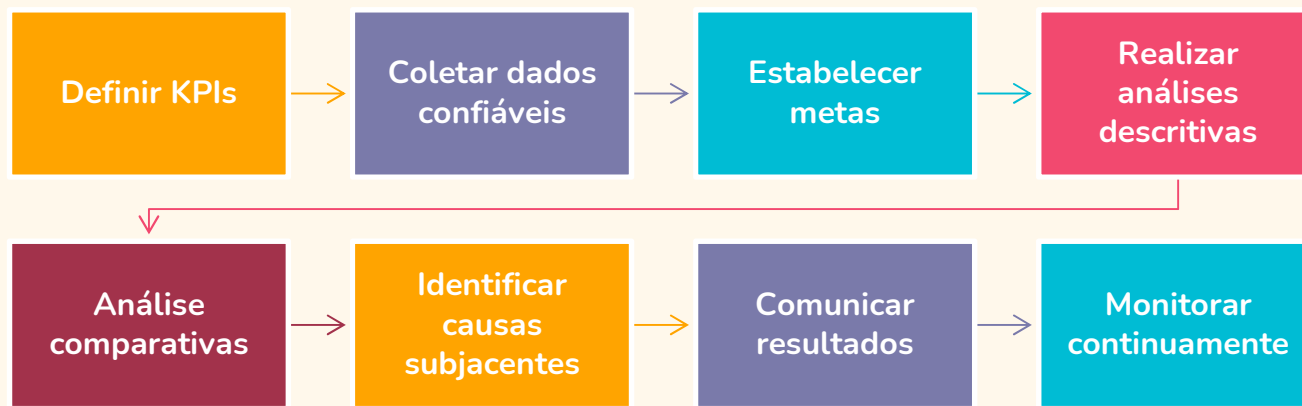 Definir KPIs
Coletar dados
confiáveis
Estabelecer
metas
Realizar
análises
descritivas
Análise
comparativas
Identificar
causas
subjacentes
Comunicar
resultados
Monitorar
continuamente